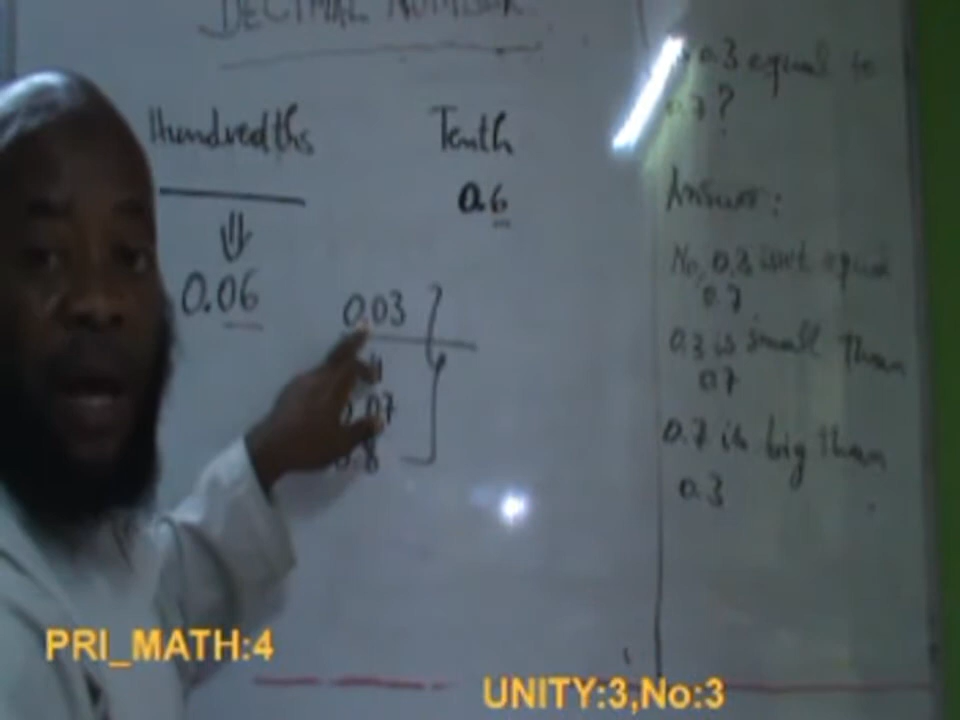 DECIMAL NUMBER
Hundredths
0.06
Tenth
0.6
0.03
0.07
0.8
0.3 equal to
0.7?
Answer:
No, 0.3 isnot equal
0.7
0.3 is small Than
0.7
0.7 is big Than
0.3
PRI_MATH:4
UNITY:3,No:3